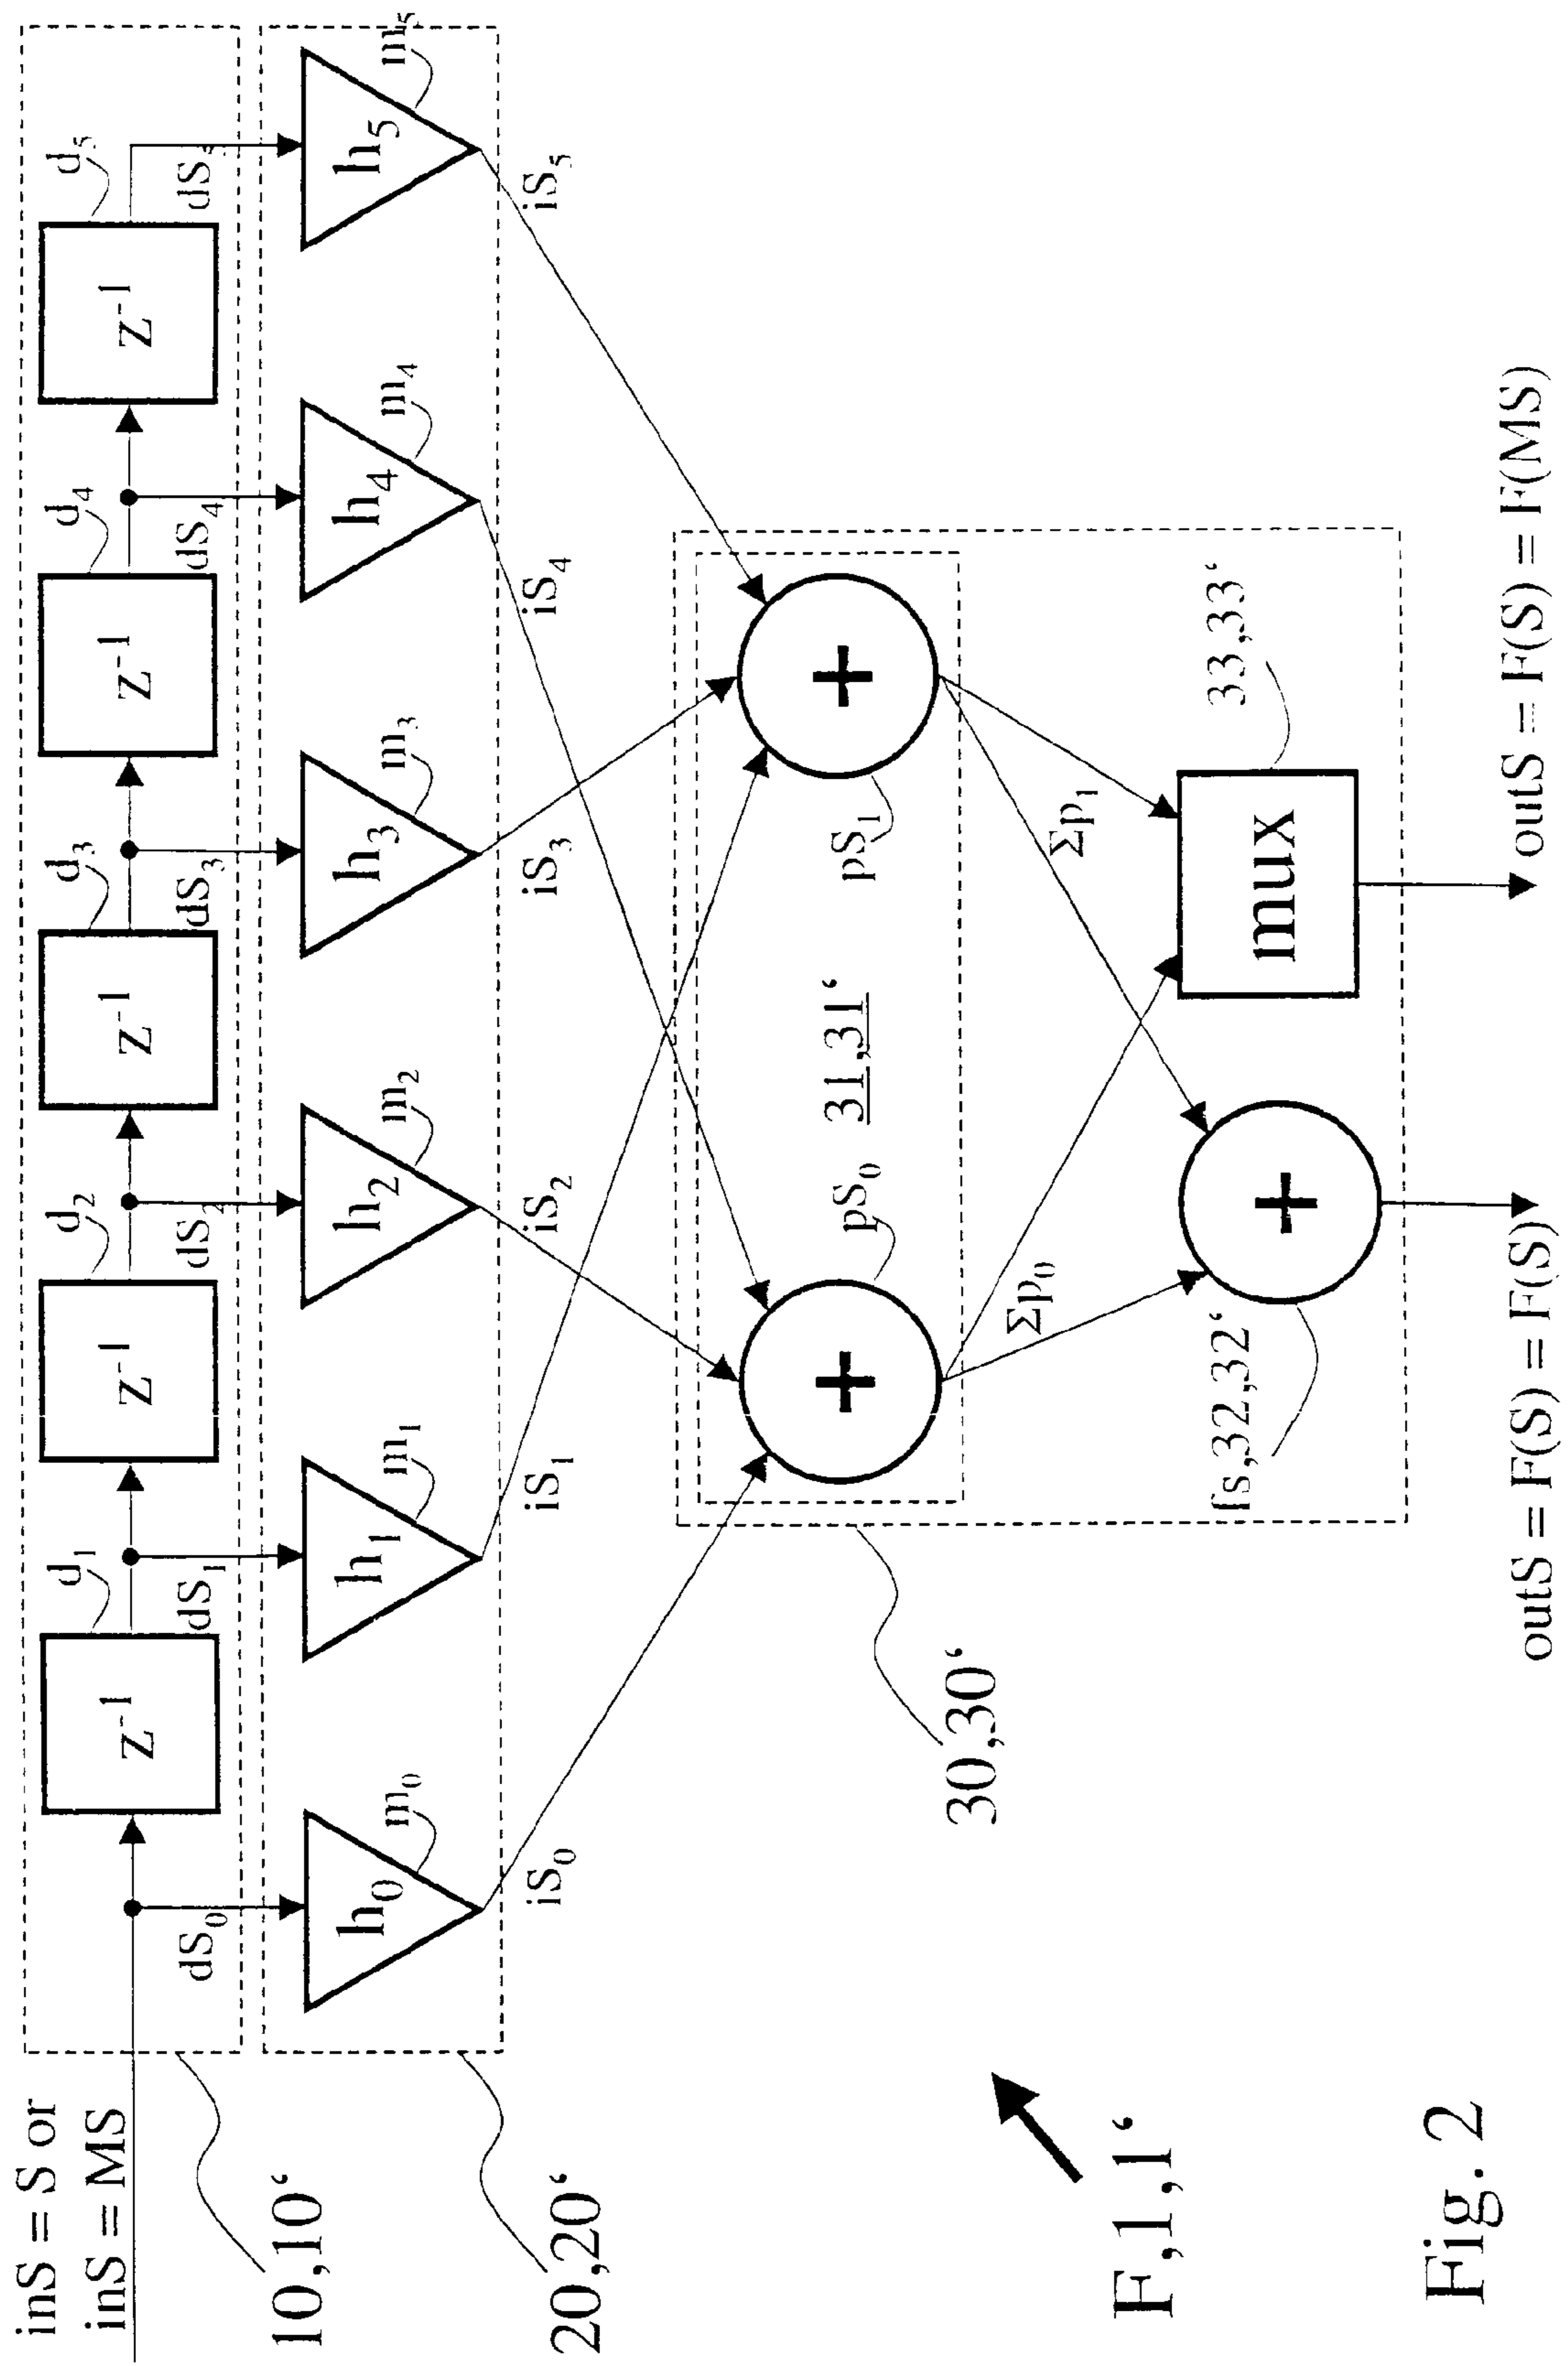 inS = S or
inS = MS
d₁ d₂ d₃ d₄ d₅
z⁻¹ z⁻¹ z⁻¹ z⁻¹ z⁻¹
dS₀ dS₁ dS₂ dS₃ dS₄ dS₅
10,10‘
h₀ h₁ h₂ h₃ h₄ h₅
m₀ m₁ m₂ m₃ m₄ m₅
20,20‘
iS₀ iS₁ iS₂ iS₃ iS₄ iS₅
+ +
31,31‘
pS₀ pS₁
30,30‘
Σp₀ Σp₁
fs,32,32‘
33,33‘
+ mux
F,1,1‘
outS = F(S) = F(S)
outS = F(S) = F(MS)
Fig. 2